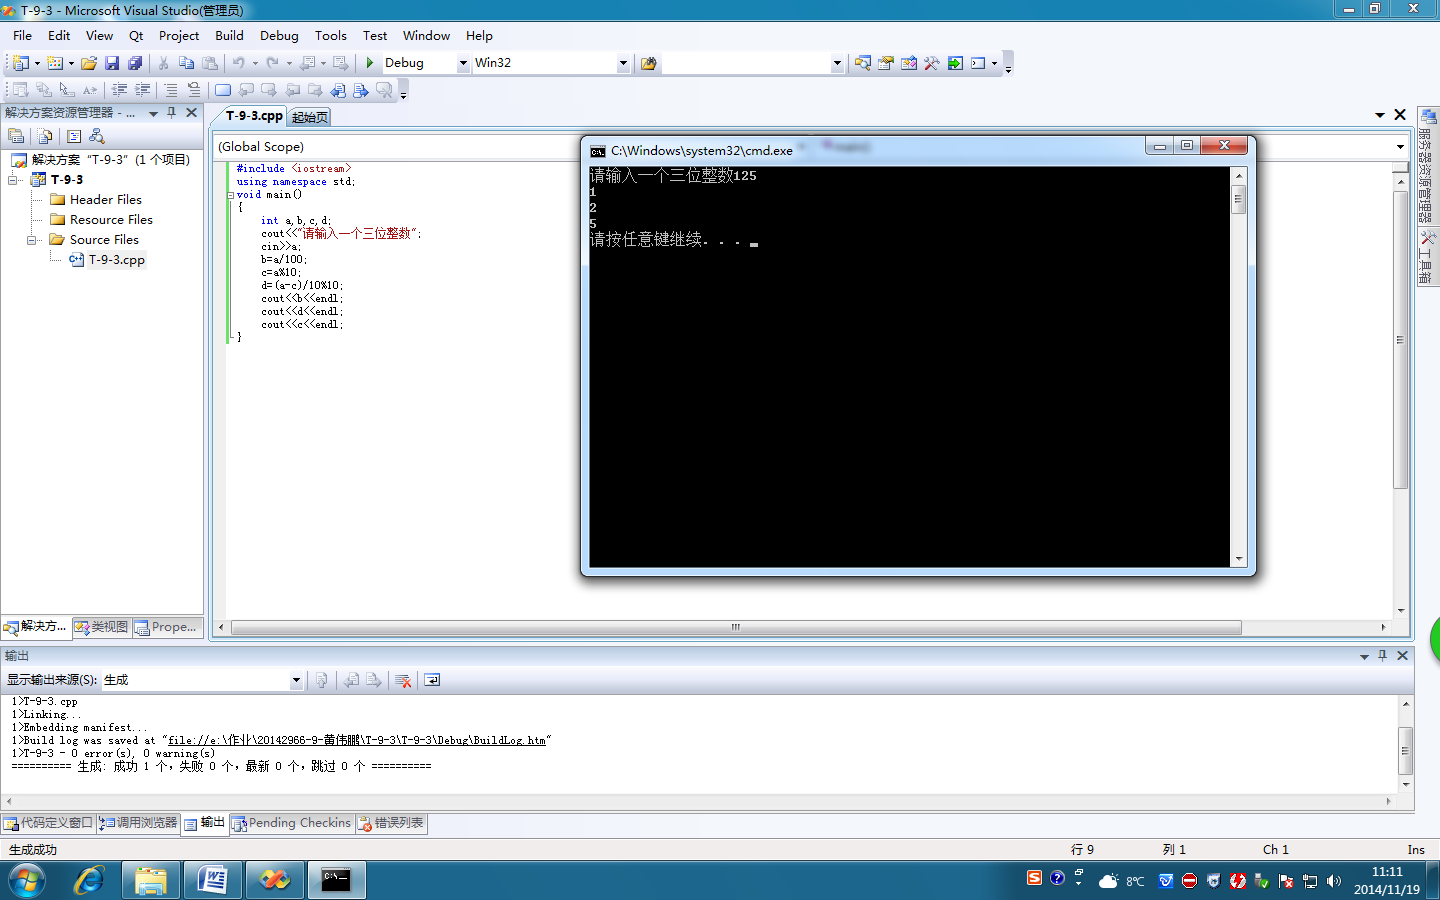 T-9-3 - Microsoft Visual Studio(管理员)
File Edit View Qt Project Build Debug Tools Test Window Help
Debug Win32
解决方案资源管理器 - ...
T-9-3.cpp 起始页
(Global Scope)
解决方案 "T-9-3" (1 个项目)
T-9-3
Header Files
Resource Files
Source Files
T-9-3.cpp
#include <iostream>
using namespace std;
void main()
{
int a,b,c,d;
cout<<"请输入一个三位整数";
cin>>a;
b=a/100;
c=a%10;
d=(a-c)/10%10;
cout<<b<<endl;
cout<<d<<endl;
cout<<c<<endl;
}
C:\Windows\system32\cmd.exe
请输入一个三位整数125
1
2
5
请按任意键继续. . .
服务器资源管理器
工具箱
解决方... 类视图 Prope...
输出
显示输出来源(S): 生成
1>T-9-3.cpp
1>Linking...
1>Embedding manifest...
1>Build log was saved at "file://e:\作业\20142966-9-黄伟鹏\T-9-3\T-9-3\Debug\BuildLog.htm"
1>T-9-3 - 0 error(s), 0 warning(s)
========== 生成: 成功 1 个，失败 0 个，最新 0 个，跳过 0 个 ==========
代码定义窗口 调用浏览器 输出 Pending Checkins 错误列表
生成成功 行 9 列 1 Ch 1 Ins
8℃
11:11
2014/11/19